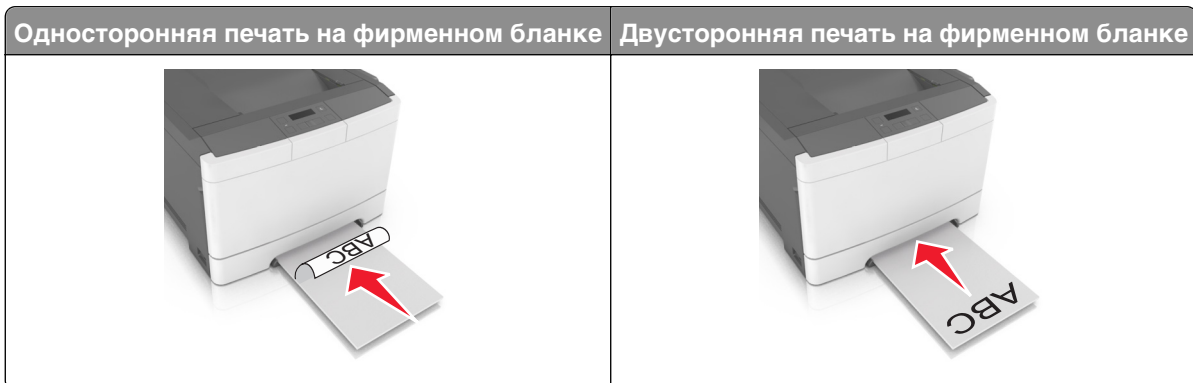 Односторонняя печать на фирменном бланке
Двусторонняя печать на фирменном бланке
ABC
ABC